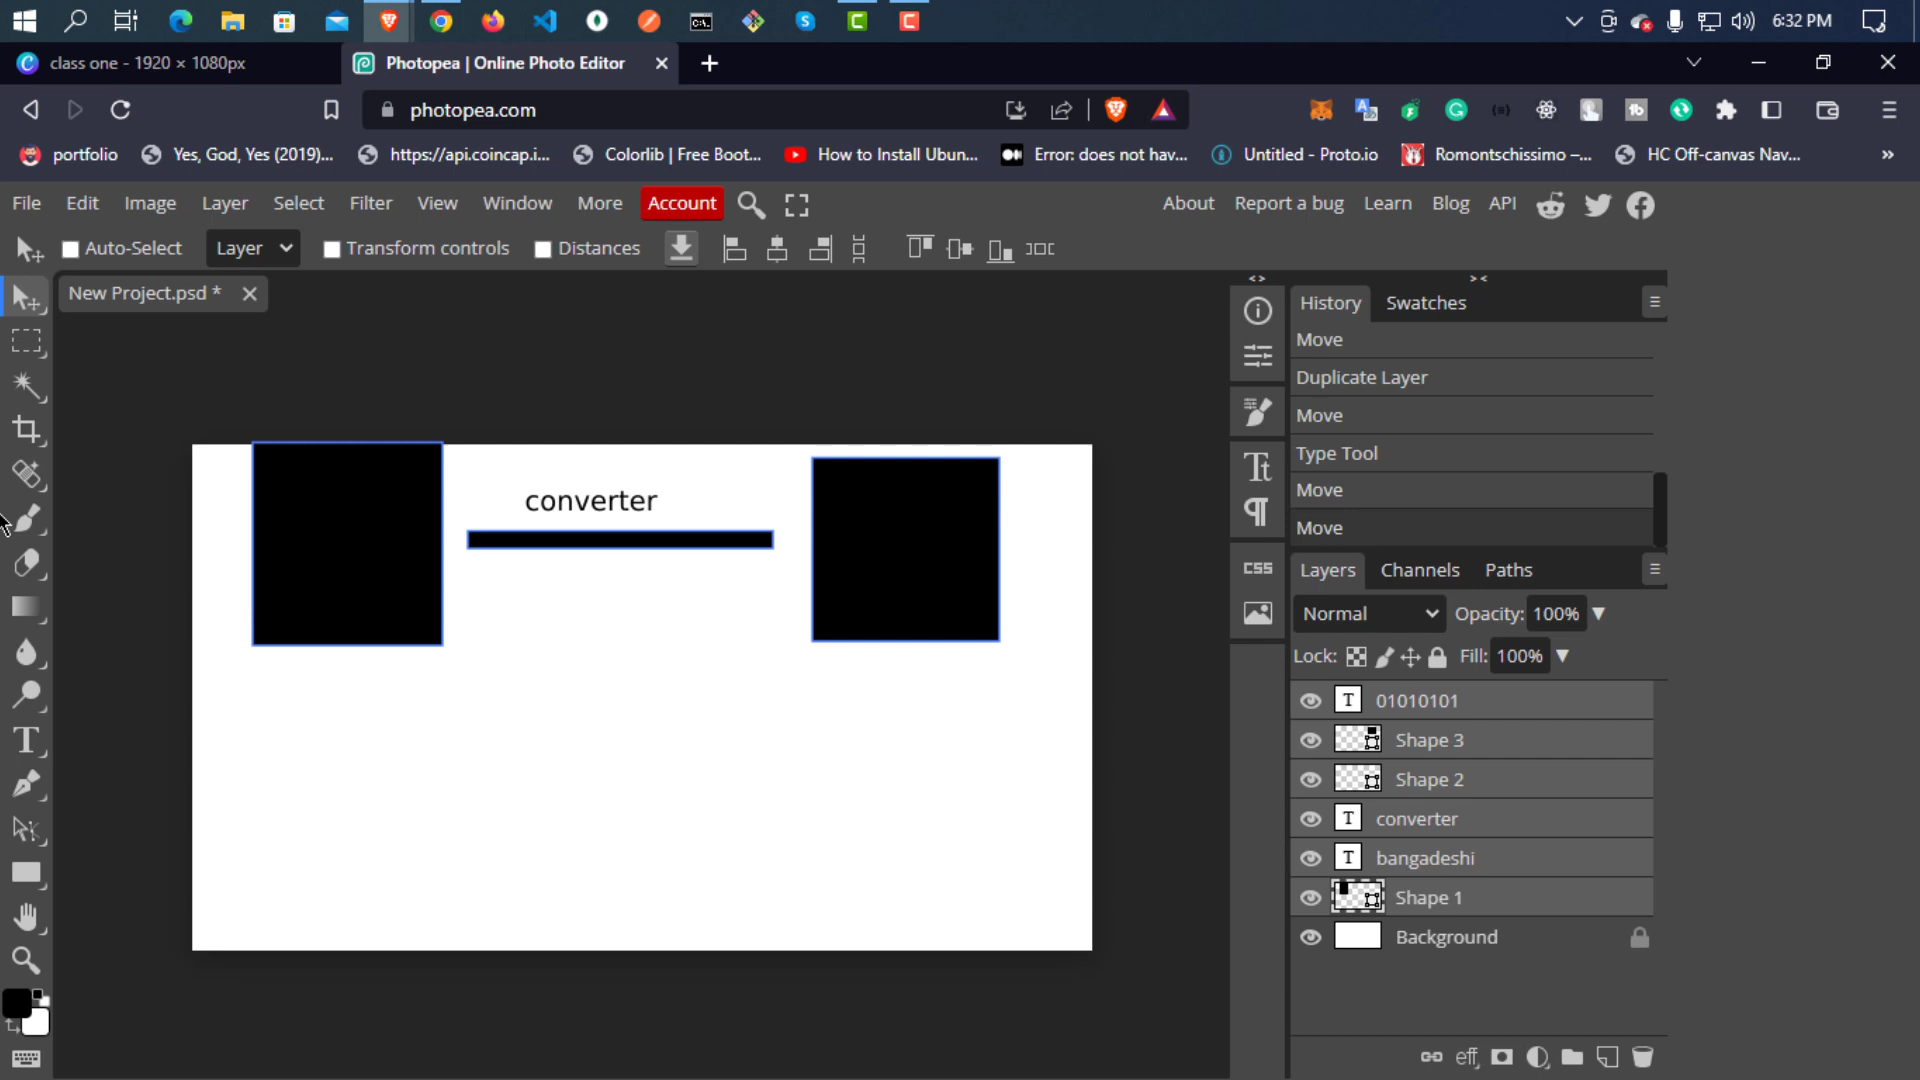 6:32 PM
class one - 1920 × 1080px
Photopea | Online Photo Editor
photopea.com
portfolio
Yes, God, Yes (2019)...
https://api.coincap.i...
Colorlib | Free Boot...
How to Install Ubun...
Error: does not hav...
Untitled - Proto.io
Romontschissimo –...
HC Off-canvas Nav...
»
File Edit Image Layer Select Filter View Window More Account
About Report a bug Learn Blog API
Auto-Select Layer Transform controls Distances
New Project.psd *
converter
< >
> <
CSS
History Swatches
Move
Duplicate Layer
Move
Type Tool
Move
Move
Layers Channels Paths
Normal Opacity: 100%
Lock: Fill: 100%
T 01010101
Shape 3
Shape 2
T converter
T bangadeshi
Shape 1
Background
eff